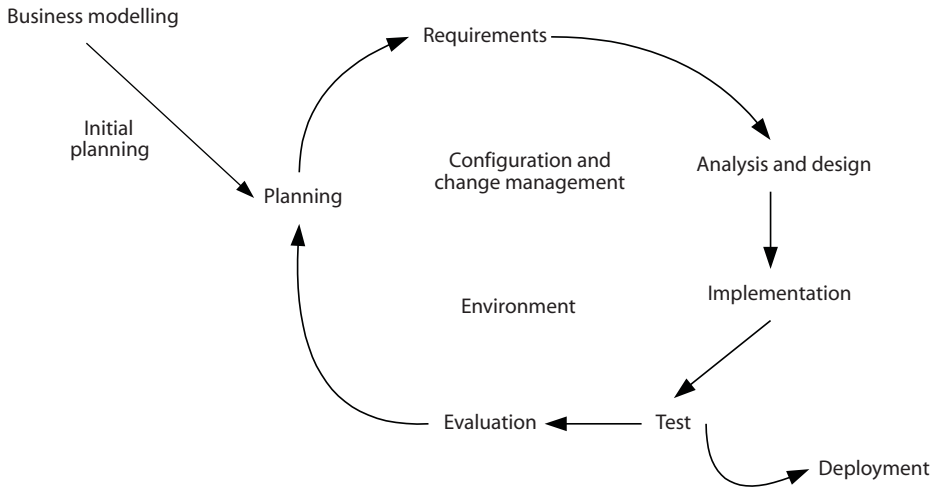 Business modelling
Requirements
Initial
planning
Configuration and
change management
Analysis and design
Planning
Implementation
Environment
Evaluation
Test
Deployment